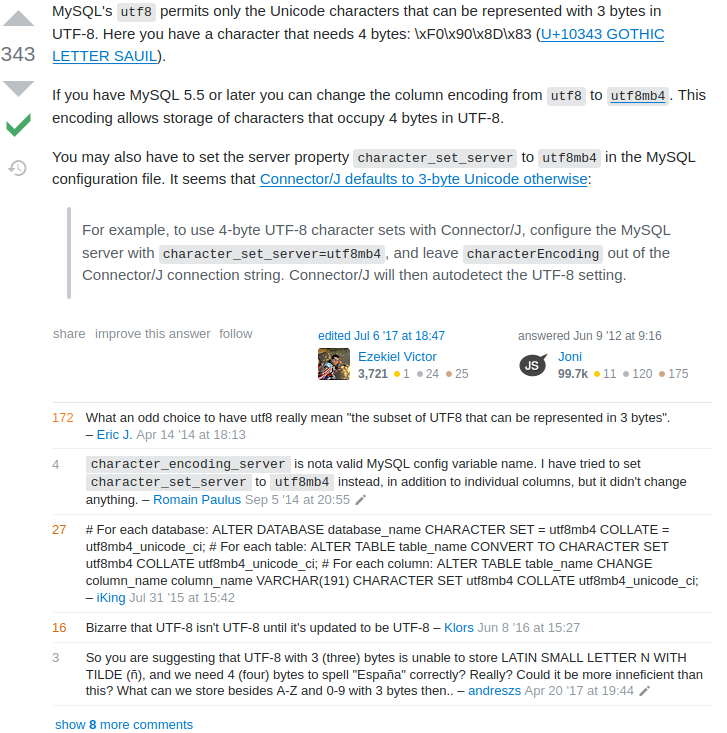 MySQL's utf8 permits only the Unicode characters that can be represented with 3 bytes in
UTF-8. Here you have a character that needs 4 bytes: \xF0\x90\x8D\x83 (U+10343 GOTHIC
LETTER SAUIL).
343
If you have MySQL 5.5 or later you can change the column encoding from utf8 to utf8mb4. This
encoding allows storage of characters that occupy 4 bytes in UTF-8.
You may also have to set the server property character_set_server to utf8mb4 in the MySQL
configuration file. It seems that Connector/J defaults to 3-byte Unicode otherwise:
For example, to use 4-byte UTF-8 character sets with Connector/J, configure the MySQL
server with character_set_server=utf8mb4, and leave characterEncoding out of the
Connector/J connection string. Connector/J will then autodetect the UTF-8 setting.
share improve this answer follow
edited Jul 6 '17 at 18:47
Ezekiel Victor
3,721 1 24 25
answered Jun 9 '12 at 9:16
JS
Joni
99.7k 11 120 175
172 What an odd choice to have utf8 really mean "the subset of UTF8 that can be represented in 3 bytes".
– Eric J. Apr 14 '14 at 18:13
4 character_encoding_server is nota valid MySQL config variable name. I have tried to set
character_set_server to utf8mb4 instead, in addition to individual columns, but it didn't change
anything. – Romain Paulus Sep 5 '14 at 20:55
27 # For each database: ALTER DATABASE database_name CHARACTER SET = utf8mb4 COLLATE =
utf8mb4_unicode_ci; # For each table: ALTER TABLE table_name CONVERT TO CHARACTER SET
utf8mb4 COLLATE utf8mb4_unicode_ci; # For each column: ALTER TABLE table_name CHANGE
column_name column_name VARCHAR(191) CHARACTER SET utf8mb4 COLLATE utf8mb4_unicode_ci;
– iKing Jul 31 '15 at 15:42
16 Bizarre that UTF-8 isn't UTF-8 until it's updated to be UTF-8 – Klors Jun 8 '16 at 15:27
3 So you are suggesting that UTF-8 with 3 (three) bytes is unable to store LATIN SMALL LETTER N WITH
TILDE (ñ), and we need 4 (four) bytes to spell "España" correctly? Really? Could it be more inneficient than
this? What can we store besides A-Z and 0-9 with 3 bytes then.. – andreszs Apr 20 '17 at 19:44
show 8 more comments